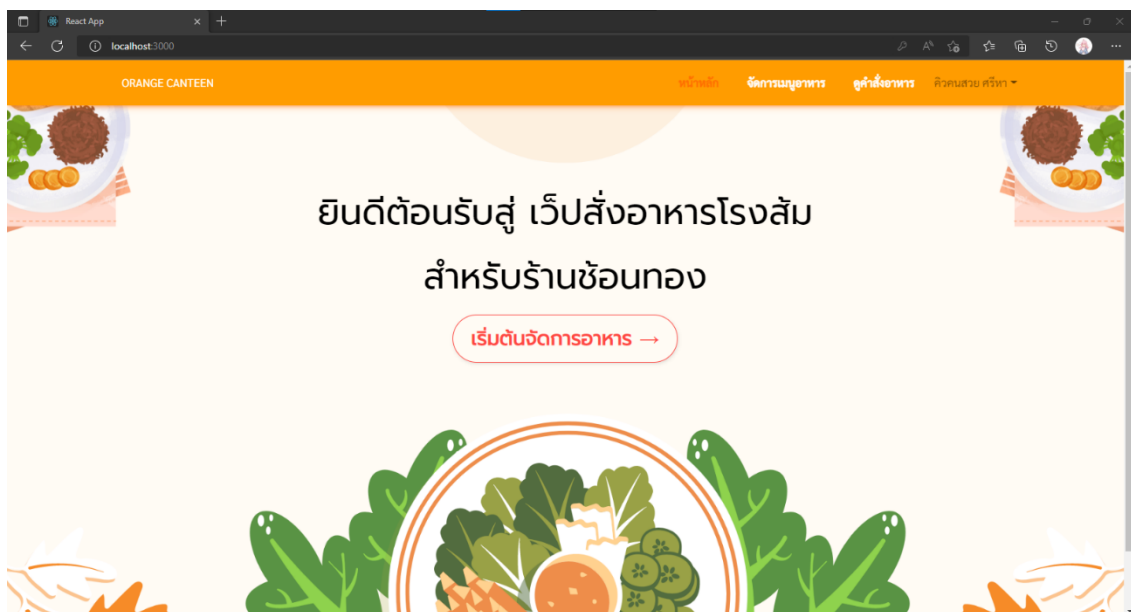 React App
localhost:3000
ORANGE CANTEEN
หน้าหลัก
จัดการเมนูอาหาร
ดูคำสั่งอาหาร
คิวคนสวย ศรีทา
ยินดีต้อนรับสู่ เว็ปสั่งอาหารโรงส้ม
สำหรับร้านช้อนทอง
เริ่มต้นจัดการอาหาร →